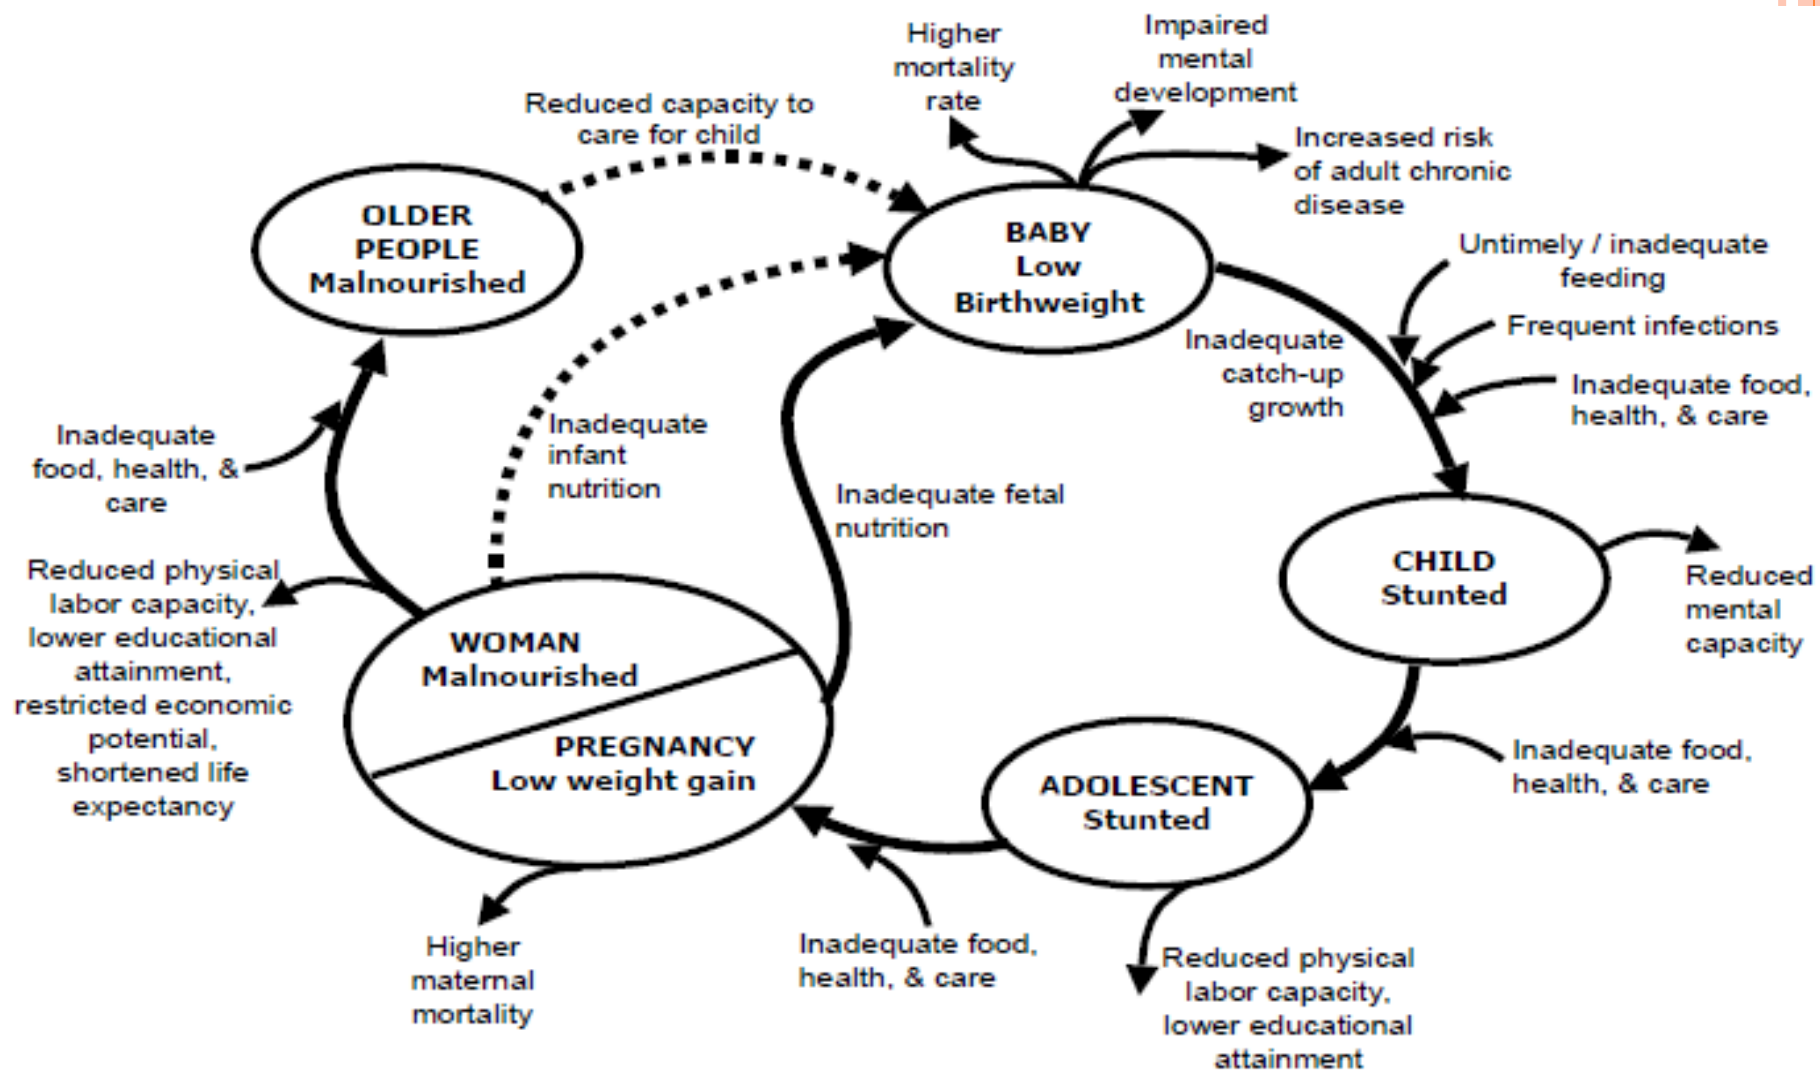 Higher
mortality
rate
Impaired
mental
development
Increased risk
of adult chronic
disease
Reduced capacity to
care for child
OLDER
PEOPLE
Malnourished
BABY
Low
Birthweight
Untimely / inadequate
feeding
Frequent infections
Inadequate food,
health, & care
Inadequate
catch-up
growth
Inadequate
food, health, &
care
Inadequate
infant
nutrition
Inadequate fetal
nutrition
CHILD
Stunted
Reduced
mental
capacity
Reduced physical
labor capacity,
lower educational
attainment,
restricted economic
potential,
shortened life
expectancy
WOMAN
Malnourished
PREGNANCY
Low weight gain
ADOLESCENT
Stunted
Inadequate food,
health, & care
Higher
maternal
mortality
Inadequate food,
health, & care
Reduced physical
labor capacity,
lower educational
attainment